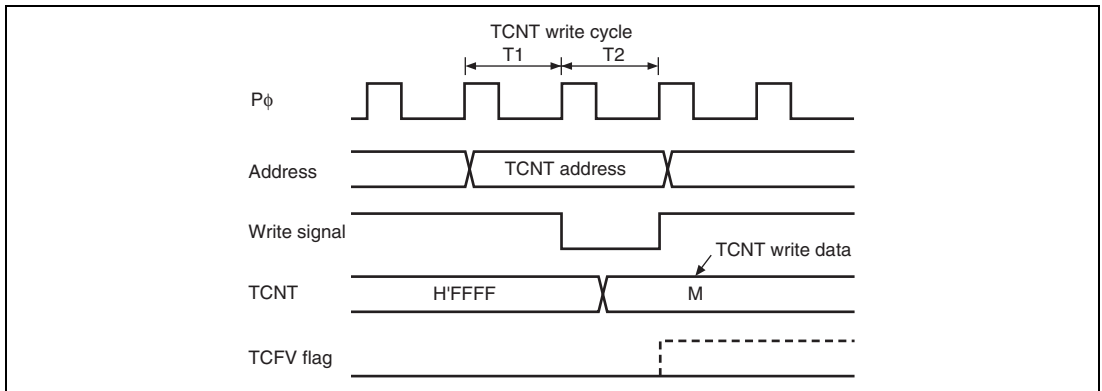 TCNT write cycle
T1 T2
Pϕ
Address TCNT address
Write signal
TCNT write data
TCNT H'FFFF M
TCFV flag